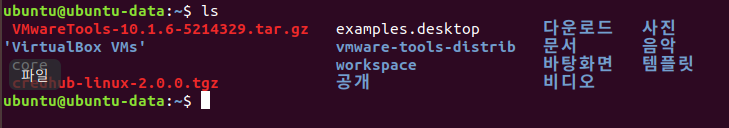 ubuntu@ubuntu-data:~$ ls
VMwareTools-10.1.6-5214329.tar.gz examples.desktop 다운로드 사진
'VirtualBox VMs' vmware-tools-distrib 문서 음악
core workspace 바탕화면 템플릿
파일
credhub-linux-2.0.0.tgz 공개 비디오
ubuntu@ubuntu-data:~$